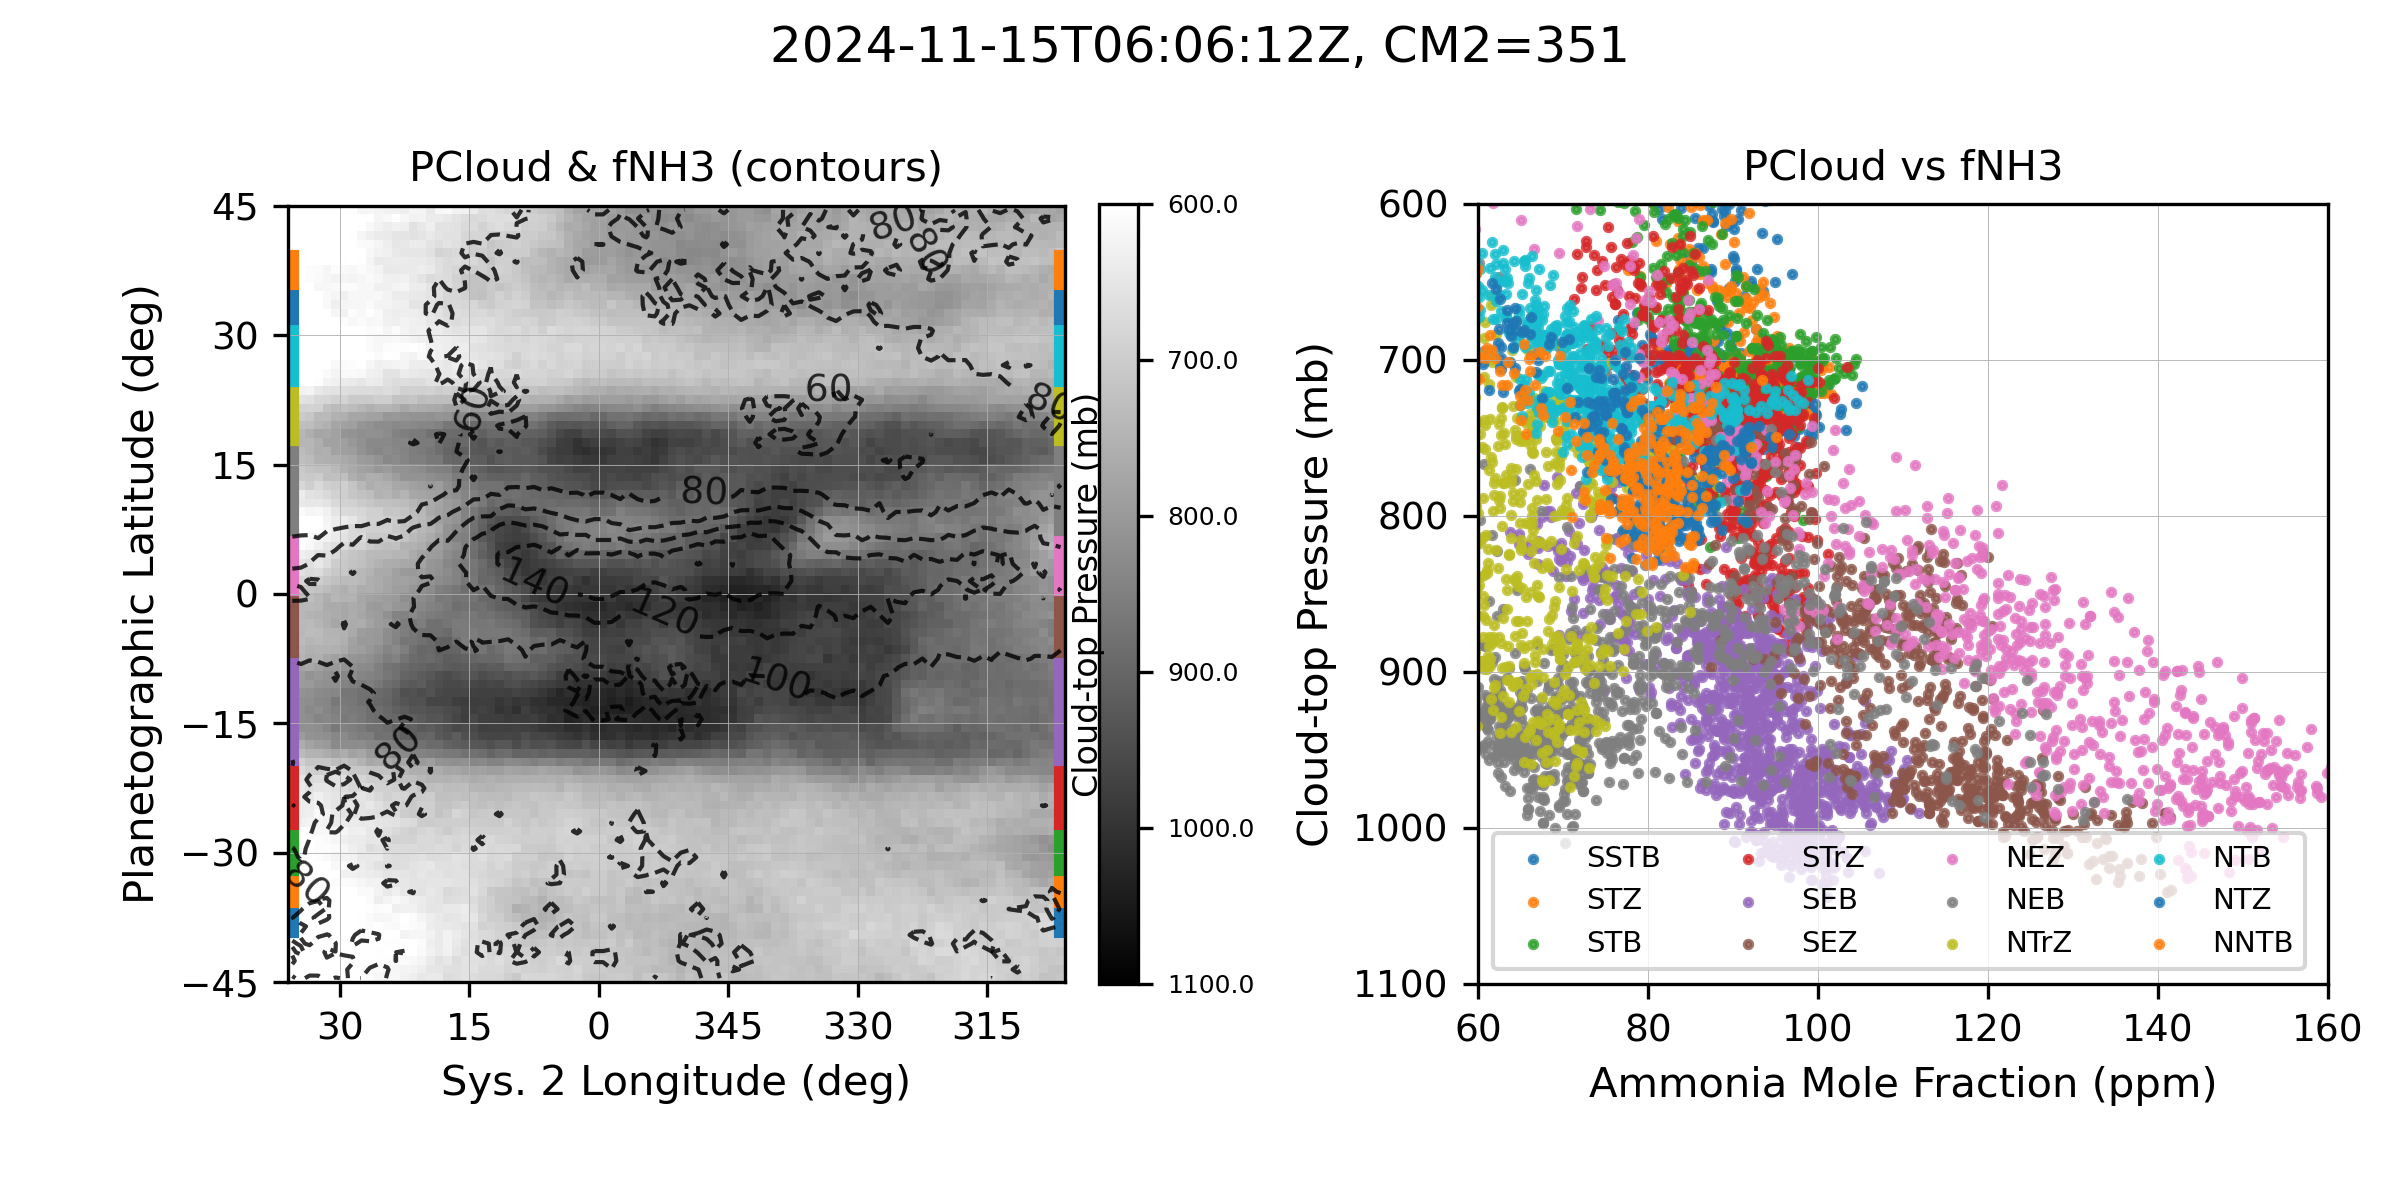 2024-11-15T06:06:12Z, CM2=351
PCloud & fNH3 (contours)
45
30
15
0
−15
−30
−45
Planetographic Latitude (deg)
30 15 0 345 330 315
Sys. 2 Longitude (deg)
80
80
60
60
80
80
140
120
100
80
80
600.0
700.0
800.0
900.0
1000.0
1100.0
Cloud-top Pressure (mb)
PCloud vs fNH3
600
700
800
900
1000
1100
Cloud-top Pressure (mb)
SSTB STrZ NEZ NTB
STZ SEB NEB NTZ
STB SEZ NTrZ NNTB
60 80 100 120 140 160
Ammonia Mole Fraction (ppm)